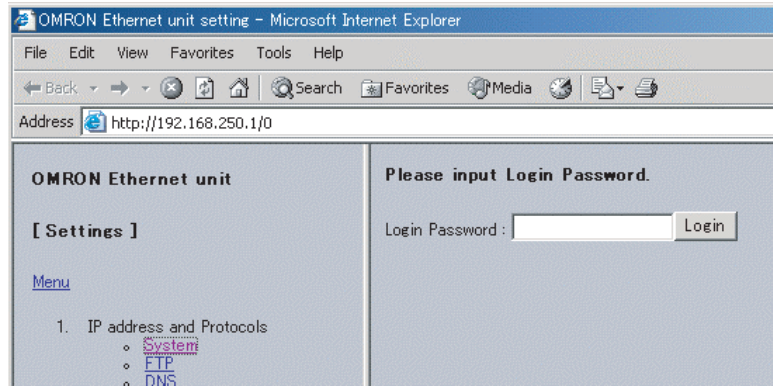 OMRON Ethernet unit setting - Microsoft Internet Explorer
File Edit View Favorites Tools Help
Back Search Favorites Media
Address http://192.168.250.1/0
OMRON Ethernet unit
[ Settings ]
Menu
1. IP address and Protocols
System
FTP
DNS
Please input Login Password.
Login Password : Login